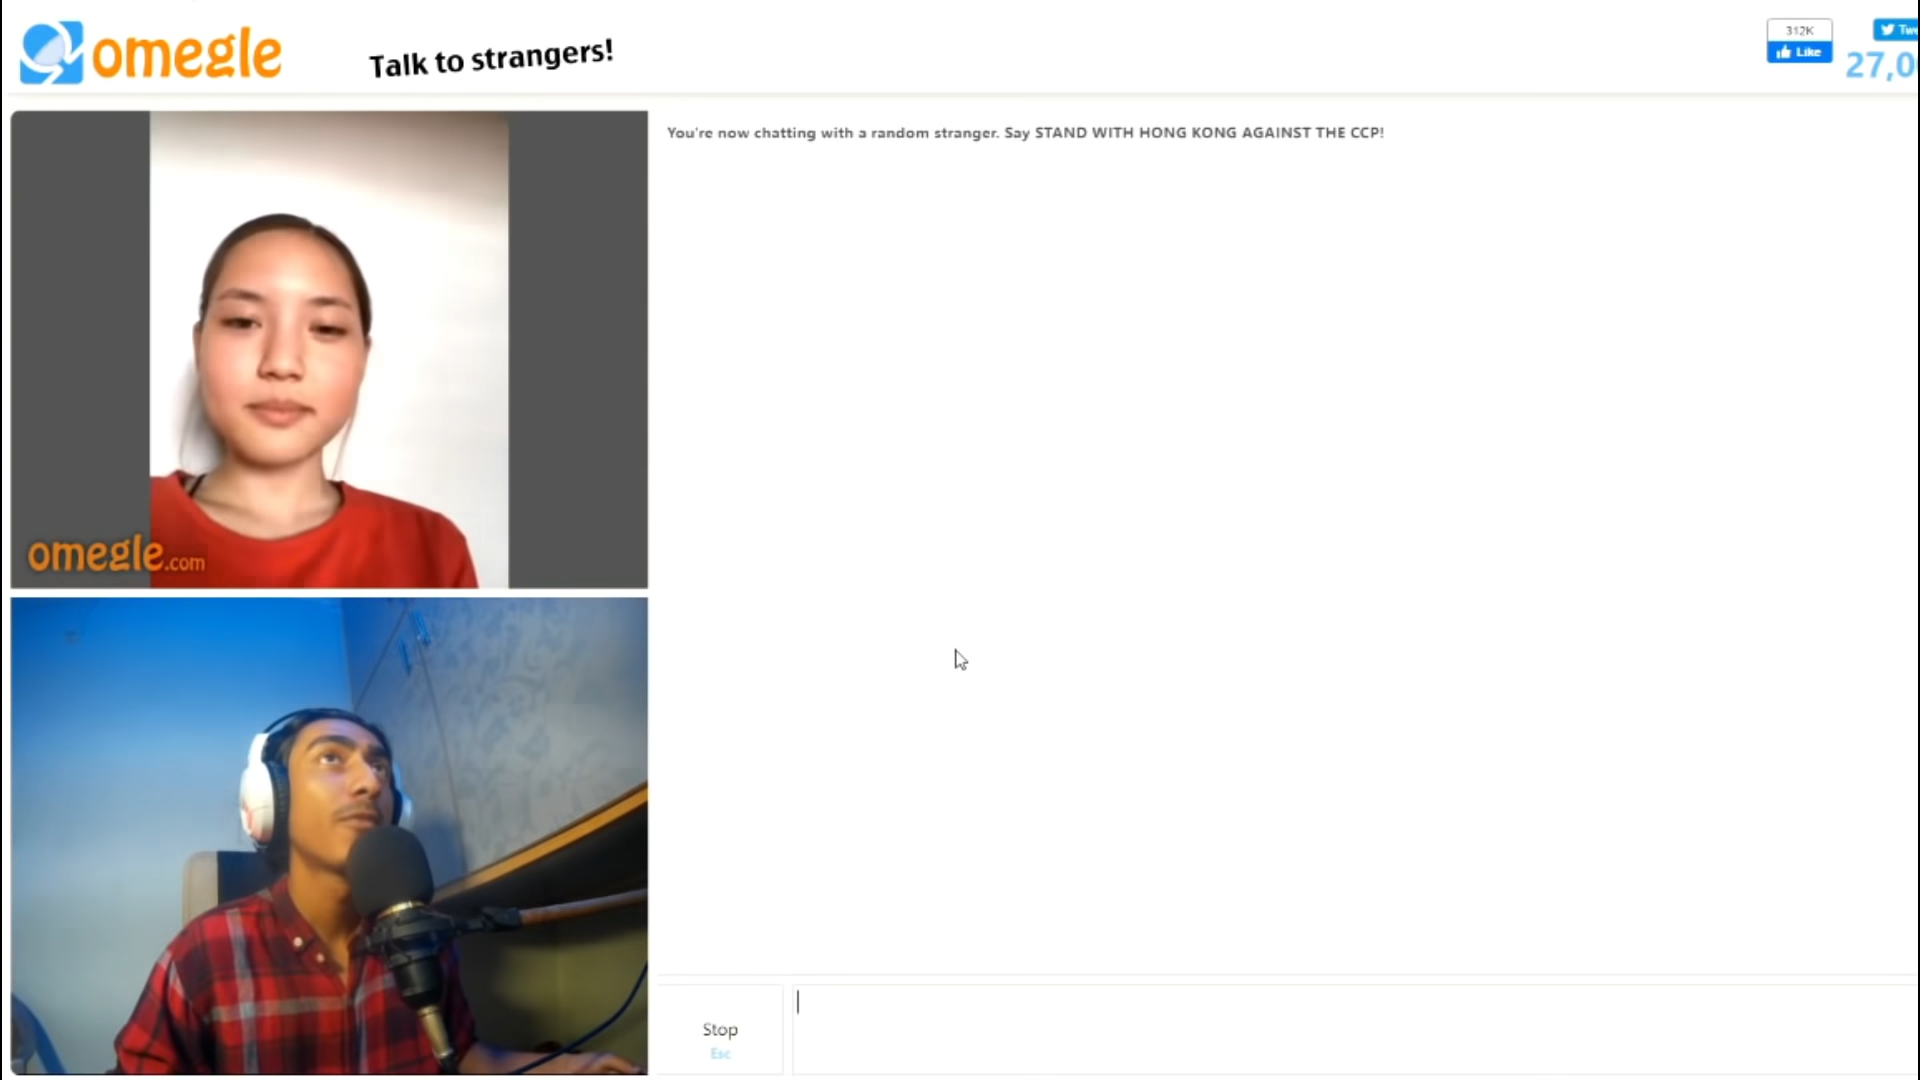 omegle
Talk to strangers!
312K
Like
Twe
27,0
You're now chatting with a random stranger. Say STAND WITH HONG KONG AGAINST THE CCP!
omegle.com
Stop
Esc